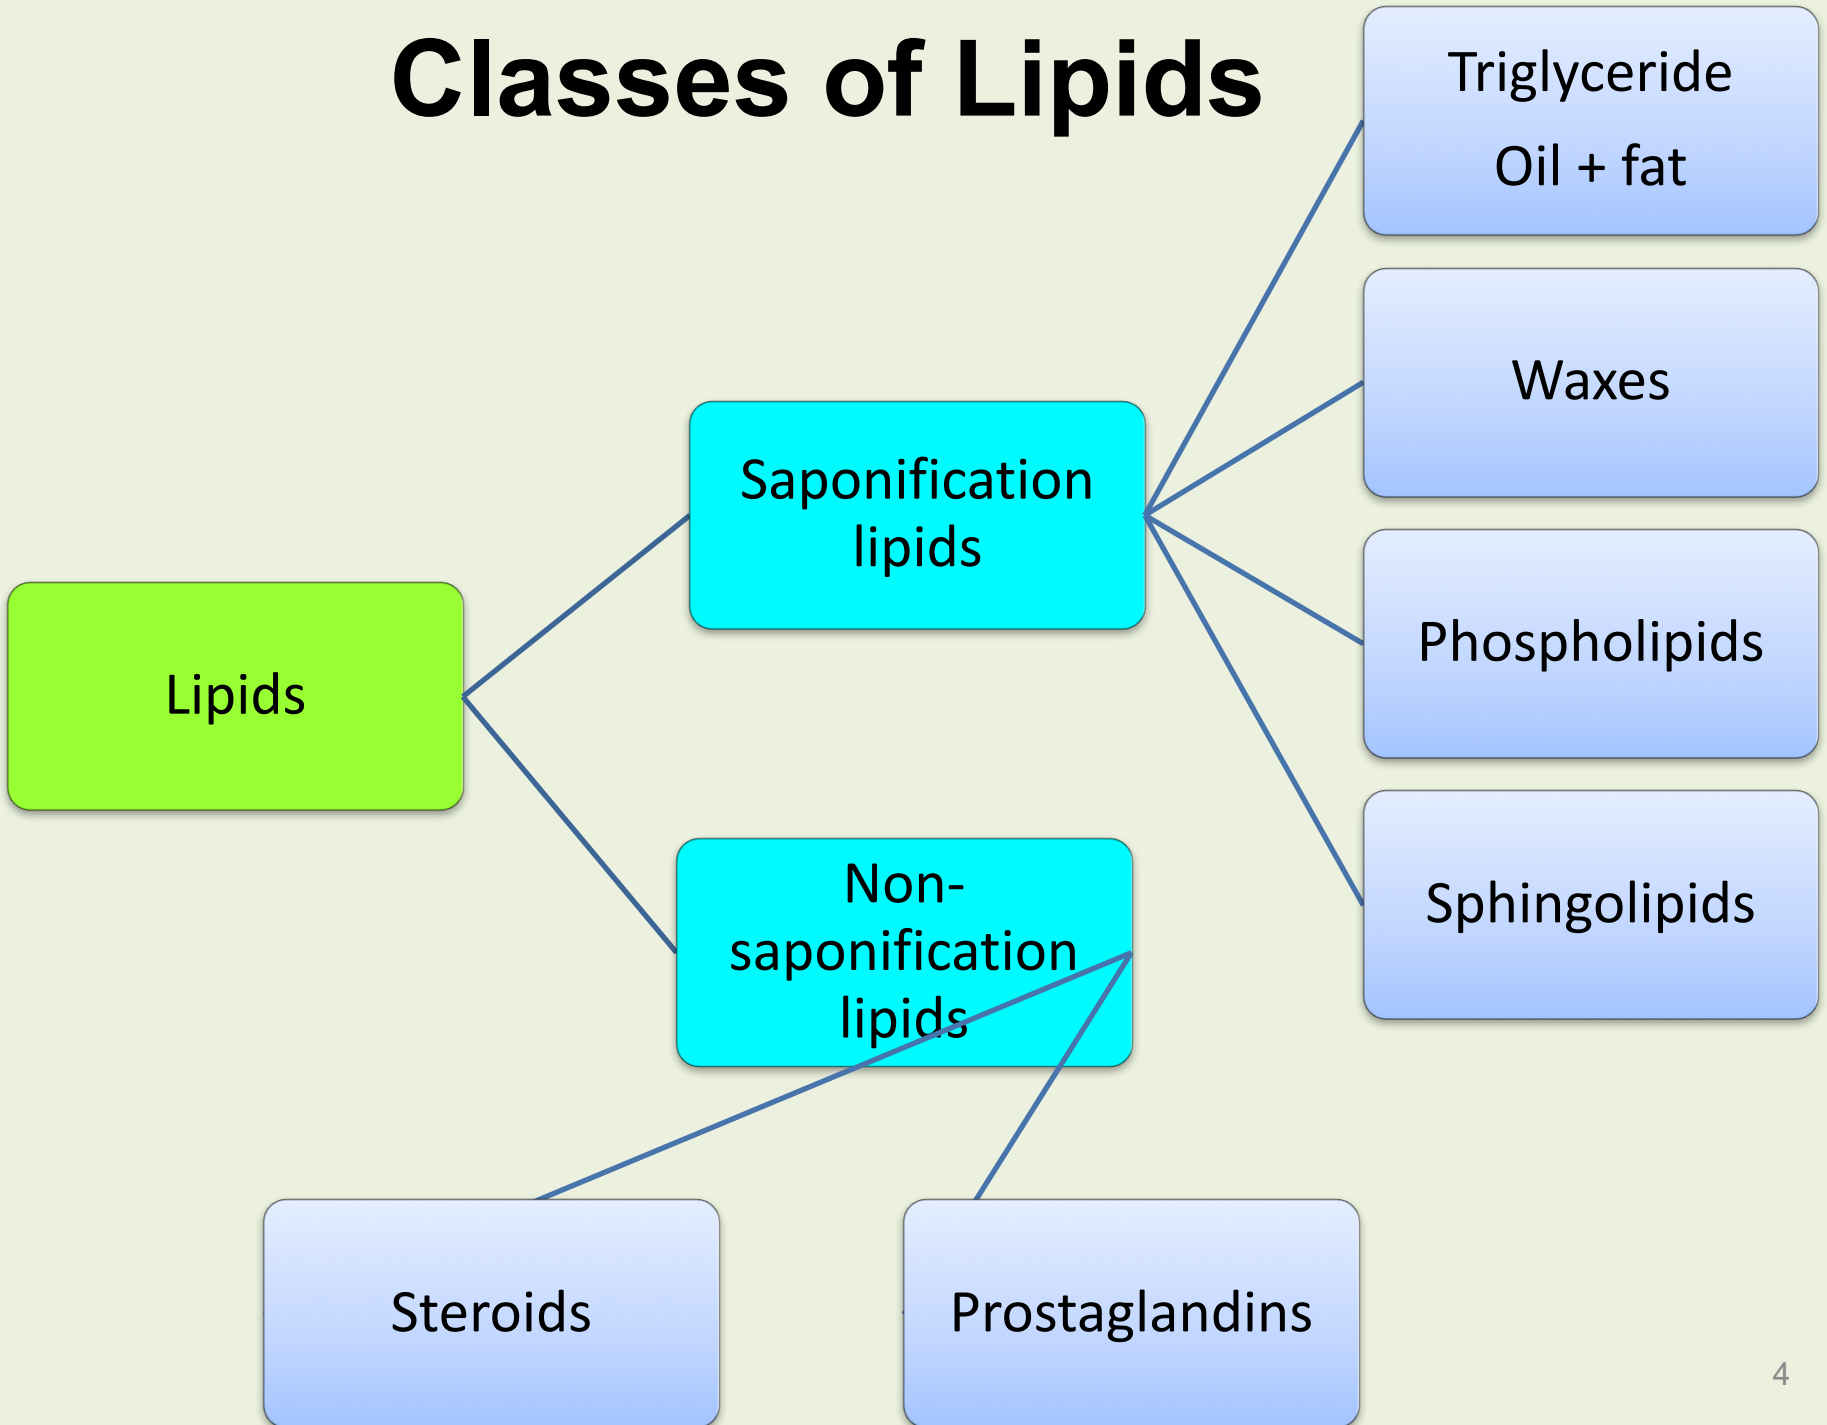 Classes of Lipids
Triglyceride
Oil + fat
Waxes
Saponification
lipids
Phospholipids
Lipids
Sphingolipids
Non-
saponification
lipids
Steroids
Prostaglandins
4